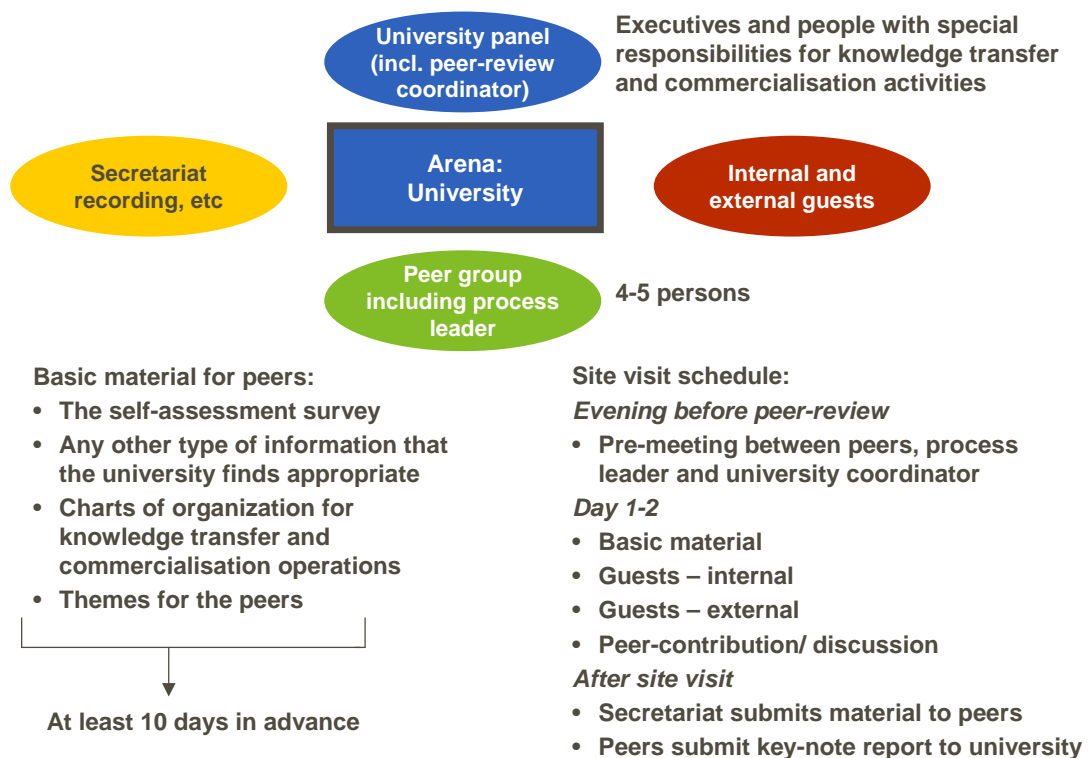 University panel
(incl. peer-review
coordinator)
Executives and people with special
responsibilities for knowledge transfer
and commercialisation activities
Secretariat
recording, etc
Arena:
University
Internal and
external guests
Peer group
including process
leader
4-5 persons
Basic material for peers:
• The self-assessment survey
• Any other type of information that
the university finds appropriate
• Charts of organization for
knowledge transfer and
commercialisation operations
• Themes for the peers
At least 10 days in advance
Site visit schedule:
Evening before peer-review
• Pre-meeting between peers, process
leader and university coordinator
Day 1-2
• Basic material
• Guests – internal
• Guests – external
• Peer-contribution/ discussion
After site visit
• Secretariat submits material to peers
• Peers submit key-note report to university